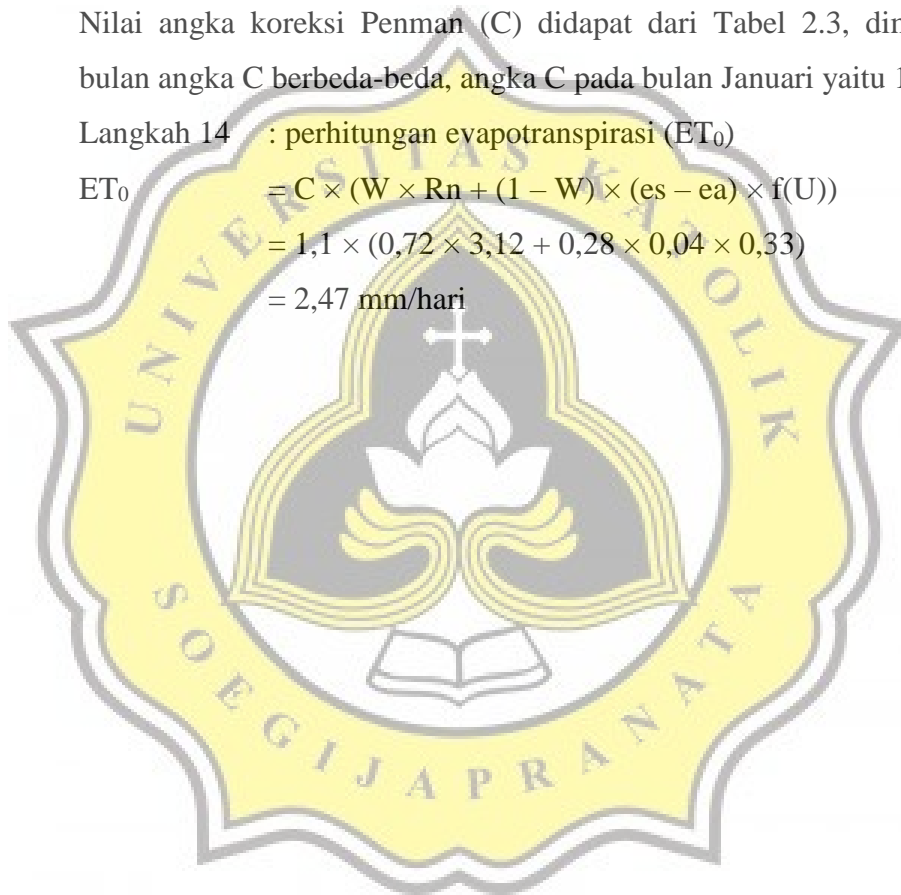 Nilai angka koreksi Penman (C) didapat dari Tabel 2.3,
bulan angka C berbeda-beda, angka C pada bulan Januari yaitu
Langkah 14 : perhitungan evapotranspirasi (ET₀)
ET₀ = C × (W × Rn + (1 – W) × (es – ea) × f(U))
= 1,1 × (0,72 × 3,12 + 0,28 × 0,04 × 0,33)
= 2,47 mm/hari
UNIVERSITAS KATOLIK
SOEGIJAPRANATA